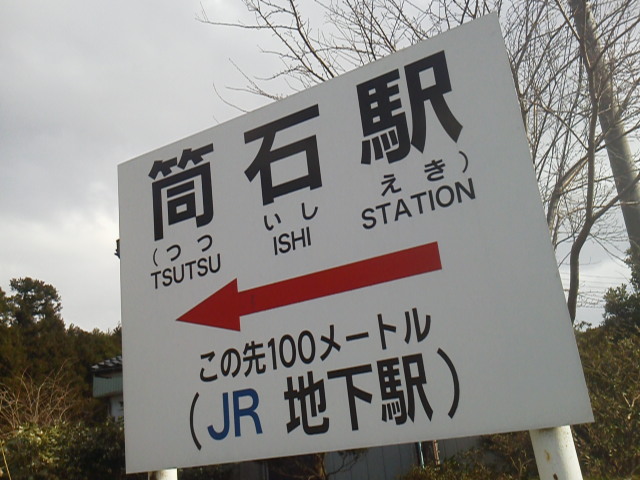 筒石駅
(つつ いし えき)
TSUTSU ISHI STATION
この先100メートル
(JR 地下駅)